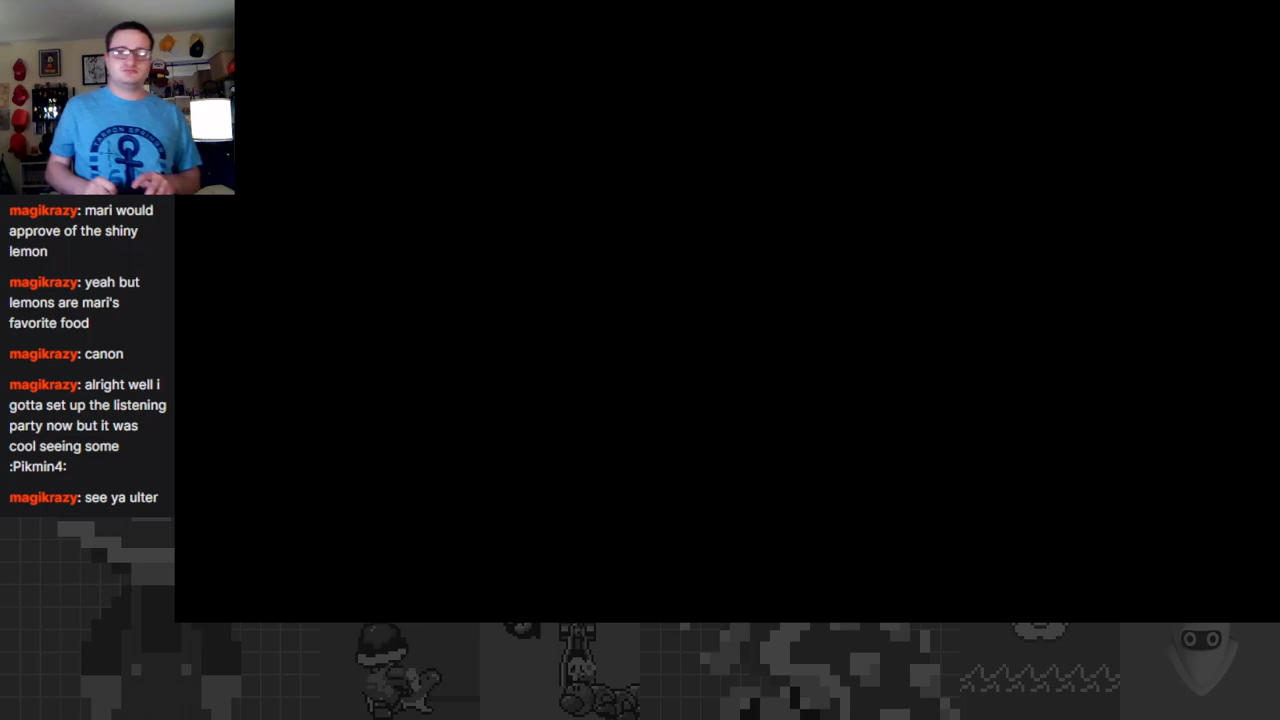 TARPON SPRINGS
magikrazy: mari would
approve of the shiny
lemon
magikrazy: yeah but
lemons are mari's
favorite food
magikrazy: canon
magikrazy: alright well i
gotta set up the listening
party now but it was
cool seeing some
:Pikmin4:
magikrazy: see ya ulter